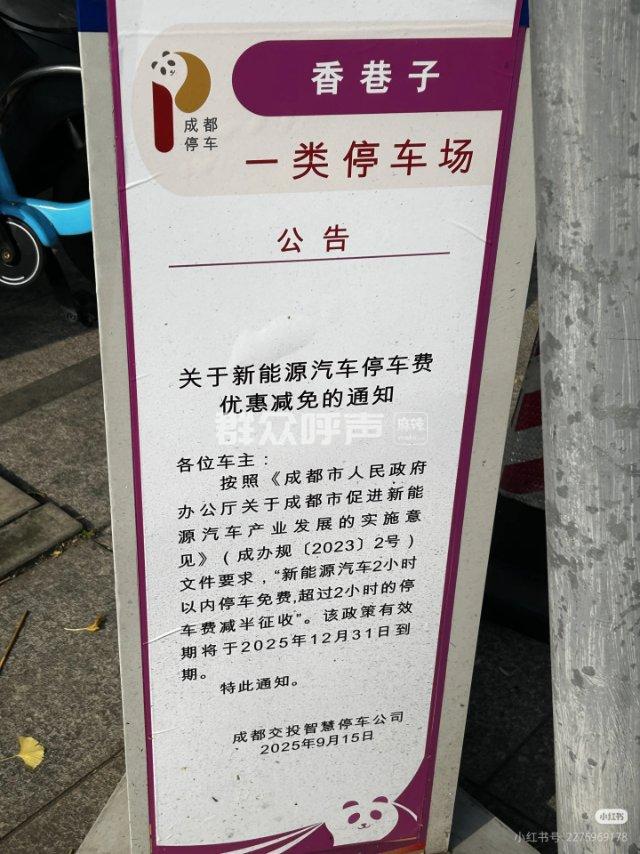 成都
停车
香巷子
一类停车场
公告
关于新能源汽车停车费
优惠减免的通知
群众呼声
麻辣
各位车主：
按照《成都市人民政府
办公厅关于成都市促进新能
源汽车产业发展的实施意
见》（成办规〔2023〕2号）
文件要求，“新能源汽车2小时
以内停车免费,超过2小时的停
车费减半征收”。该政策有效
期将于2025年12月31日到
期。
特此通知。
成都交投智慧停车公司
2025年9月15日
小红书
小红书号: 2276969178